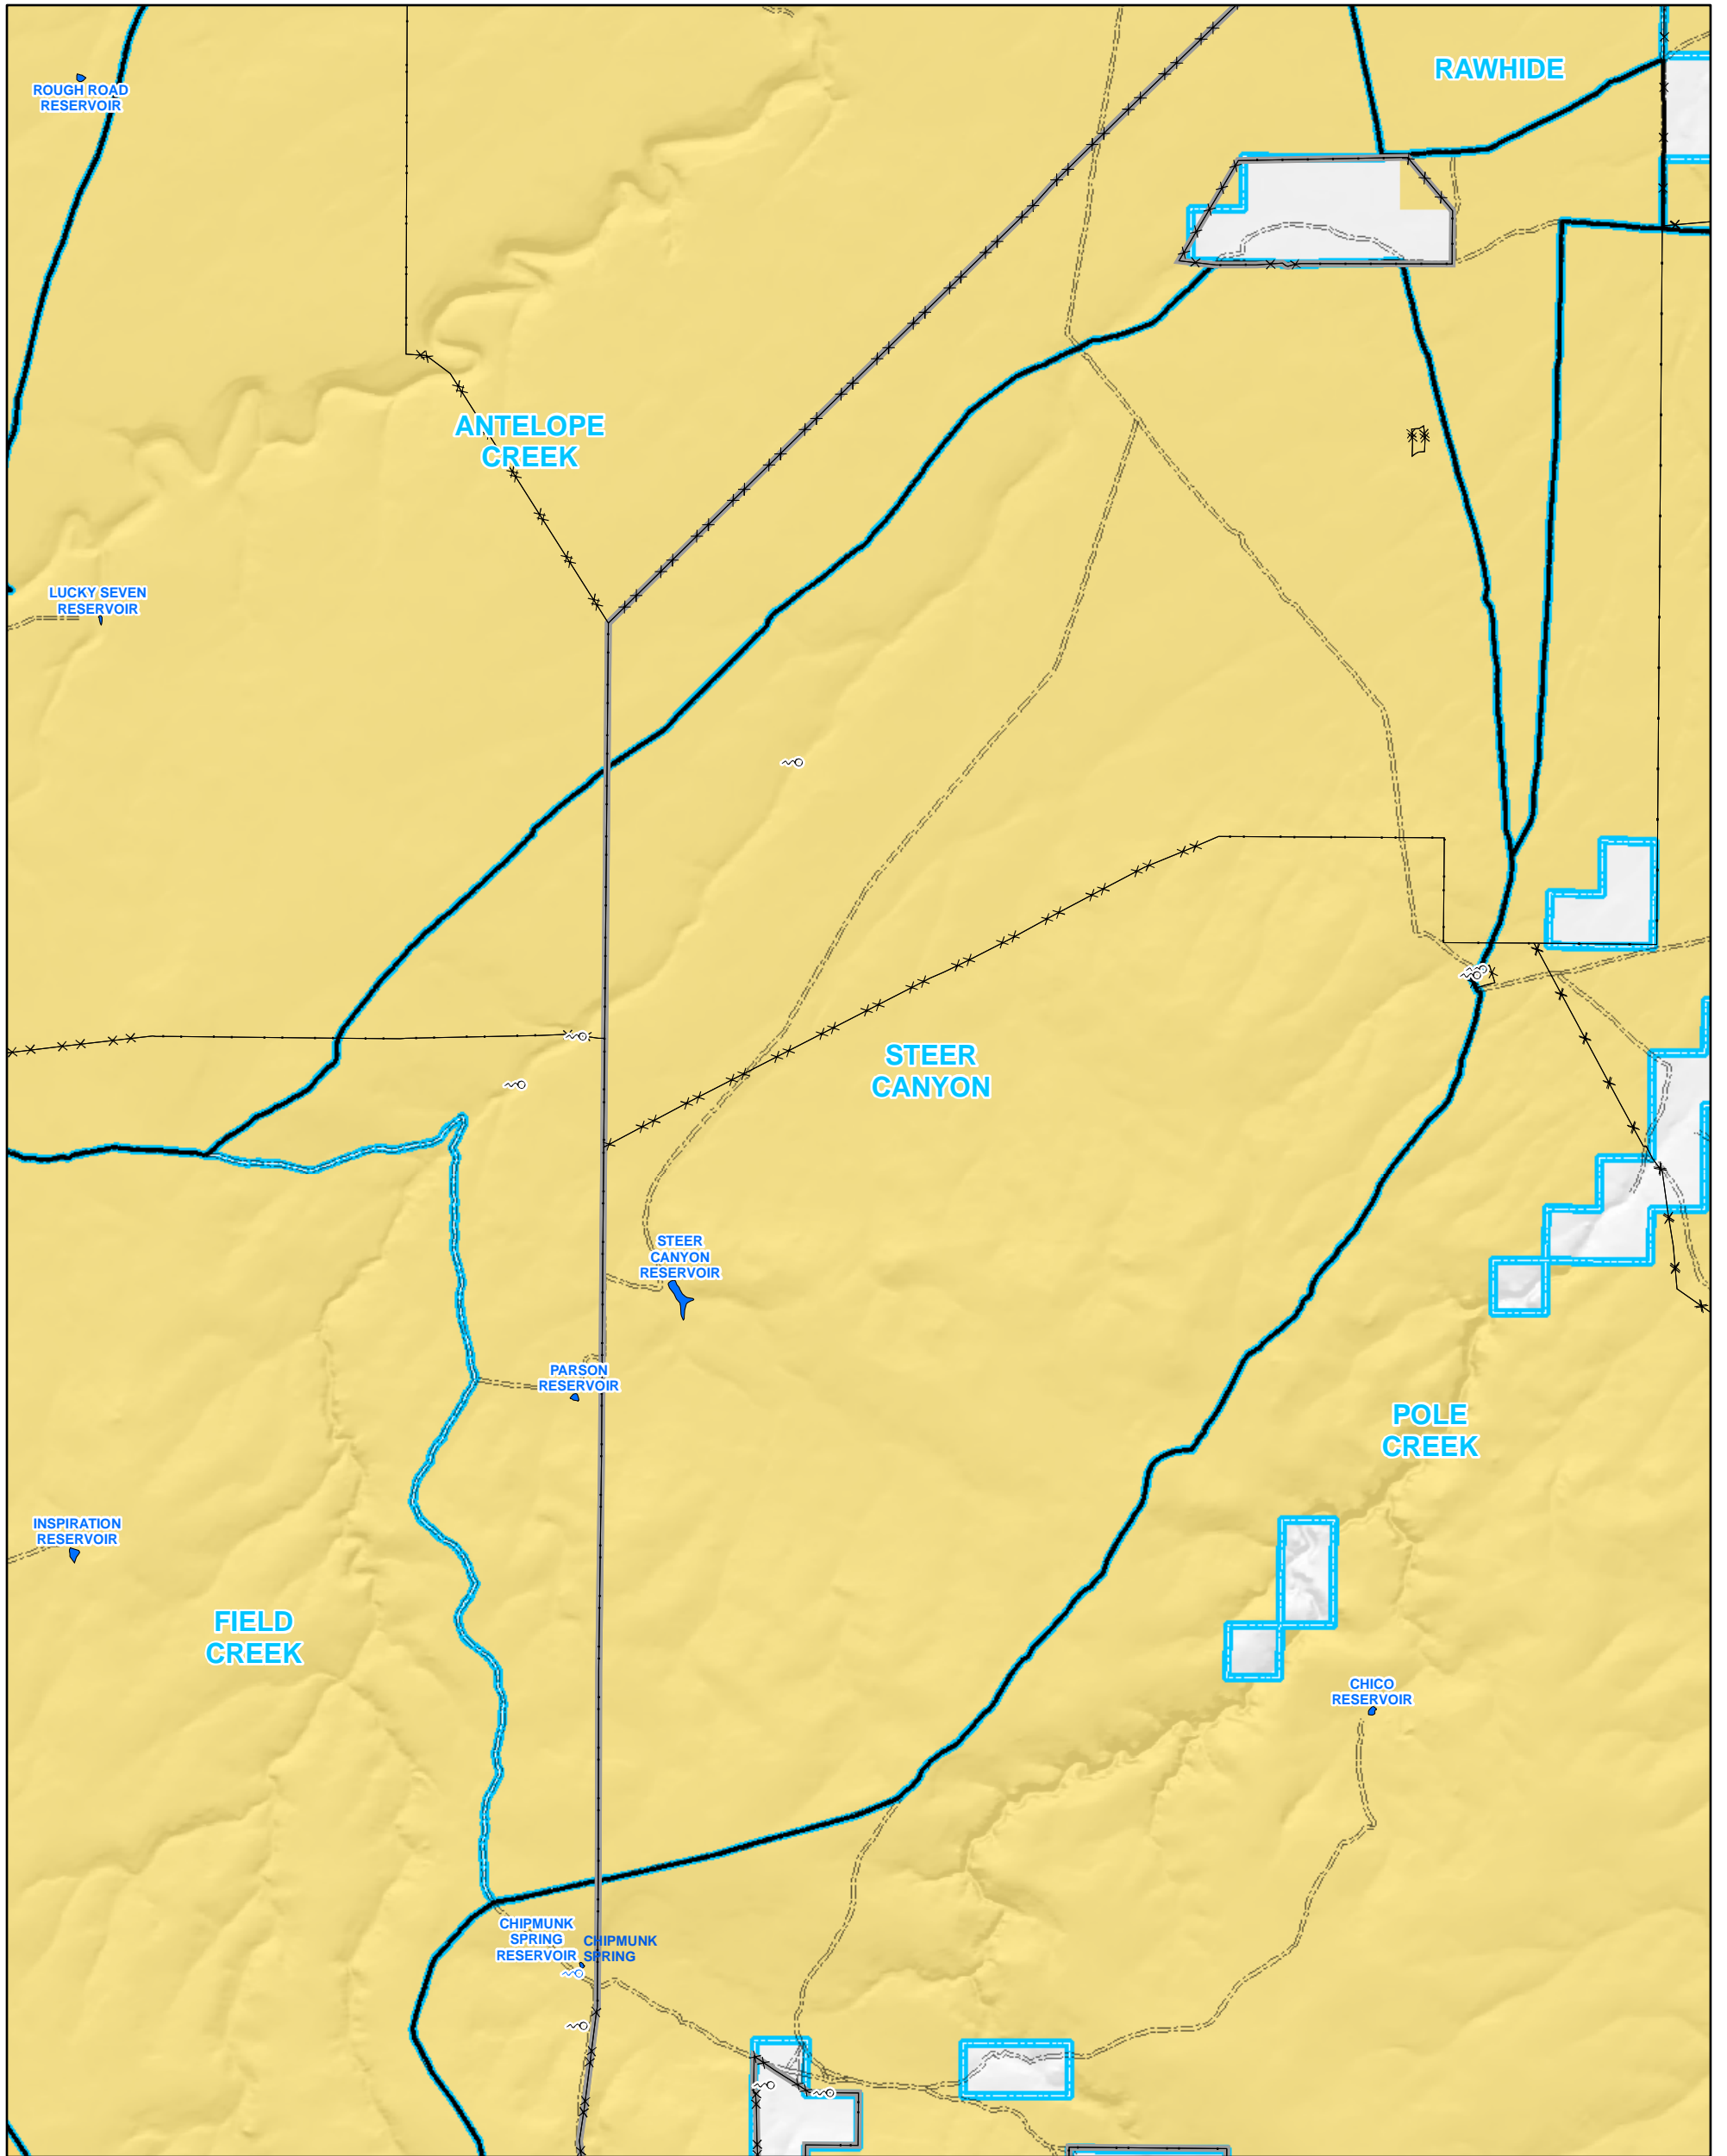 RAWHIDE
ROUGH ROAD
RESERVOIR
ANTELOPE
CREEK
LUCKY SEVEN
RESERVOIR
STEER
CANYON
STEER
CANYON
RESERVOIR
PARSON
RESERVOIR
POLE
CREEK
INSPIRATION
RESERVOIR
FIELD
CREEK
CHICO
RESERVOIR
CHIPMUNK
SPRING
RESERVOIR
CHIPMUNK
SPRING